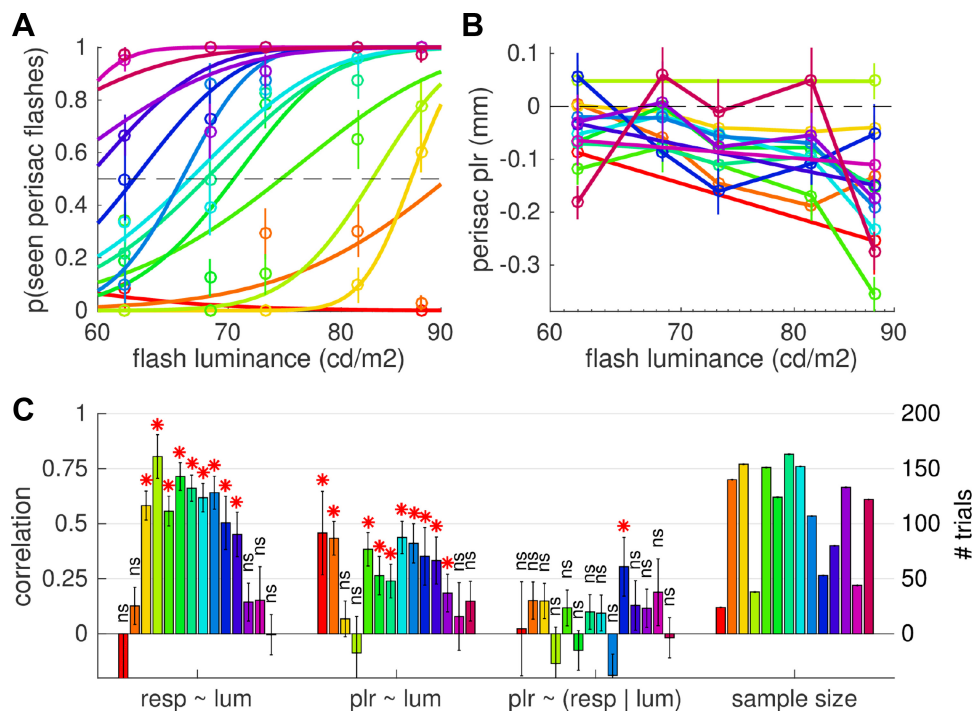 A
p(seen perisac flashes)
1
0.8
0.6
0.4
0.2
0
60
70
80
90
flash luminance (cd/m2)
B
perisac plr (mm)
0.1
0
-0.1
-0.2
-0.3
60
70
80
90
flash luminance (cd/m2)
C
correlation
1
0.75
0.5
0.25
0
# trials
200
150
100
50
0
ns
ns
*
*
*
*
*
*
*
*
*
ns
ns
ns
*
*
ns
ns
*
*
*
*
*
*
*
*
ns
ns
ns
ns
ns
ns
ns
ns
ns
ns
ns
*
ns
ns
ns
ns
resp ~ lum
plr ~ lum
plr ~ (resp | lum)
sample size